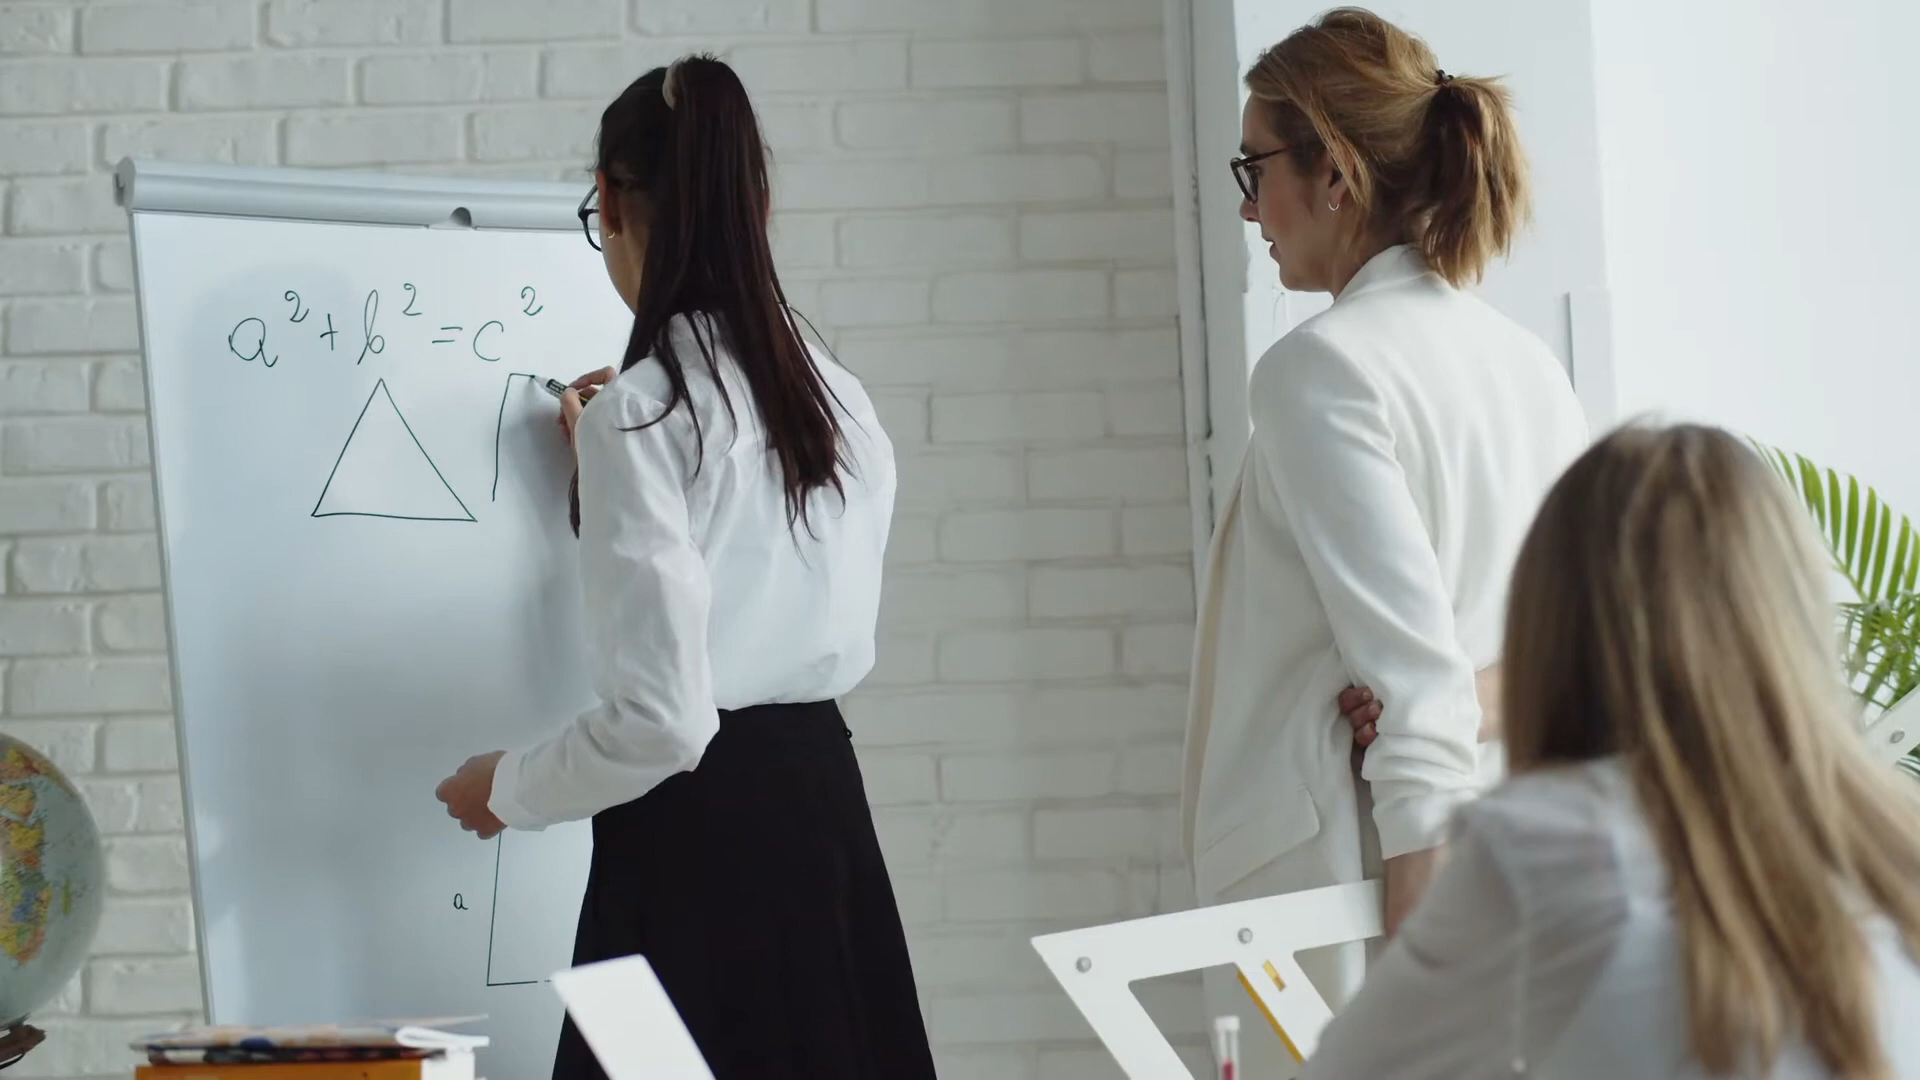 a² + b² = c²
a